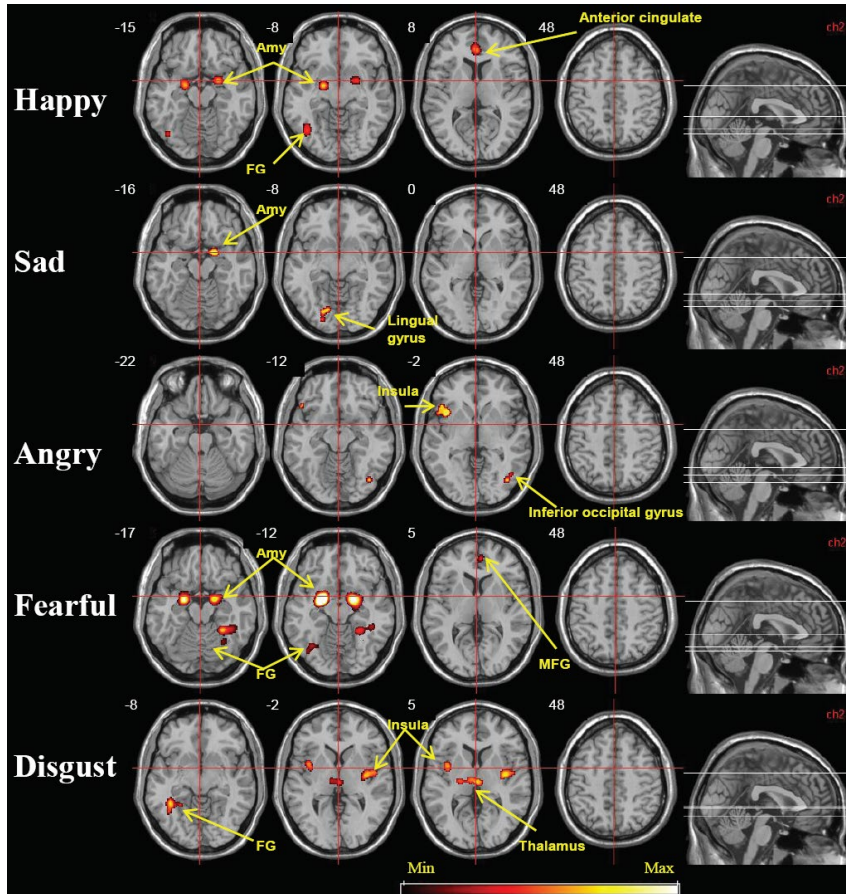 -15 -8 8 48 Anterior cingulate ch2
Amy
Happy
FG
-16 -8 0 48 ch2
Amy
Sad
Lingual
gyrus
-22 -12 -2 48 ch2
Insula
Angry
Inferior occipital gyrus
-17 -12 5 48 ch2
Amy
Fearful
FG
MFG
-8 -2 5 48 ch2
Insula
Disgust
FG
Thalamus
Min Max